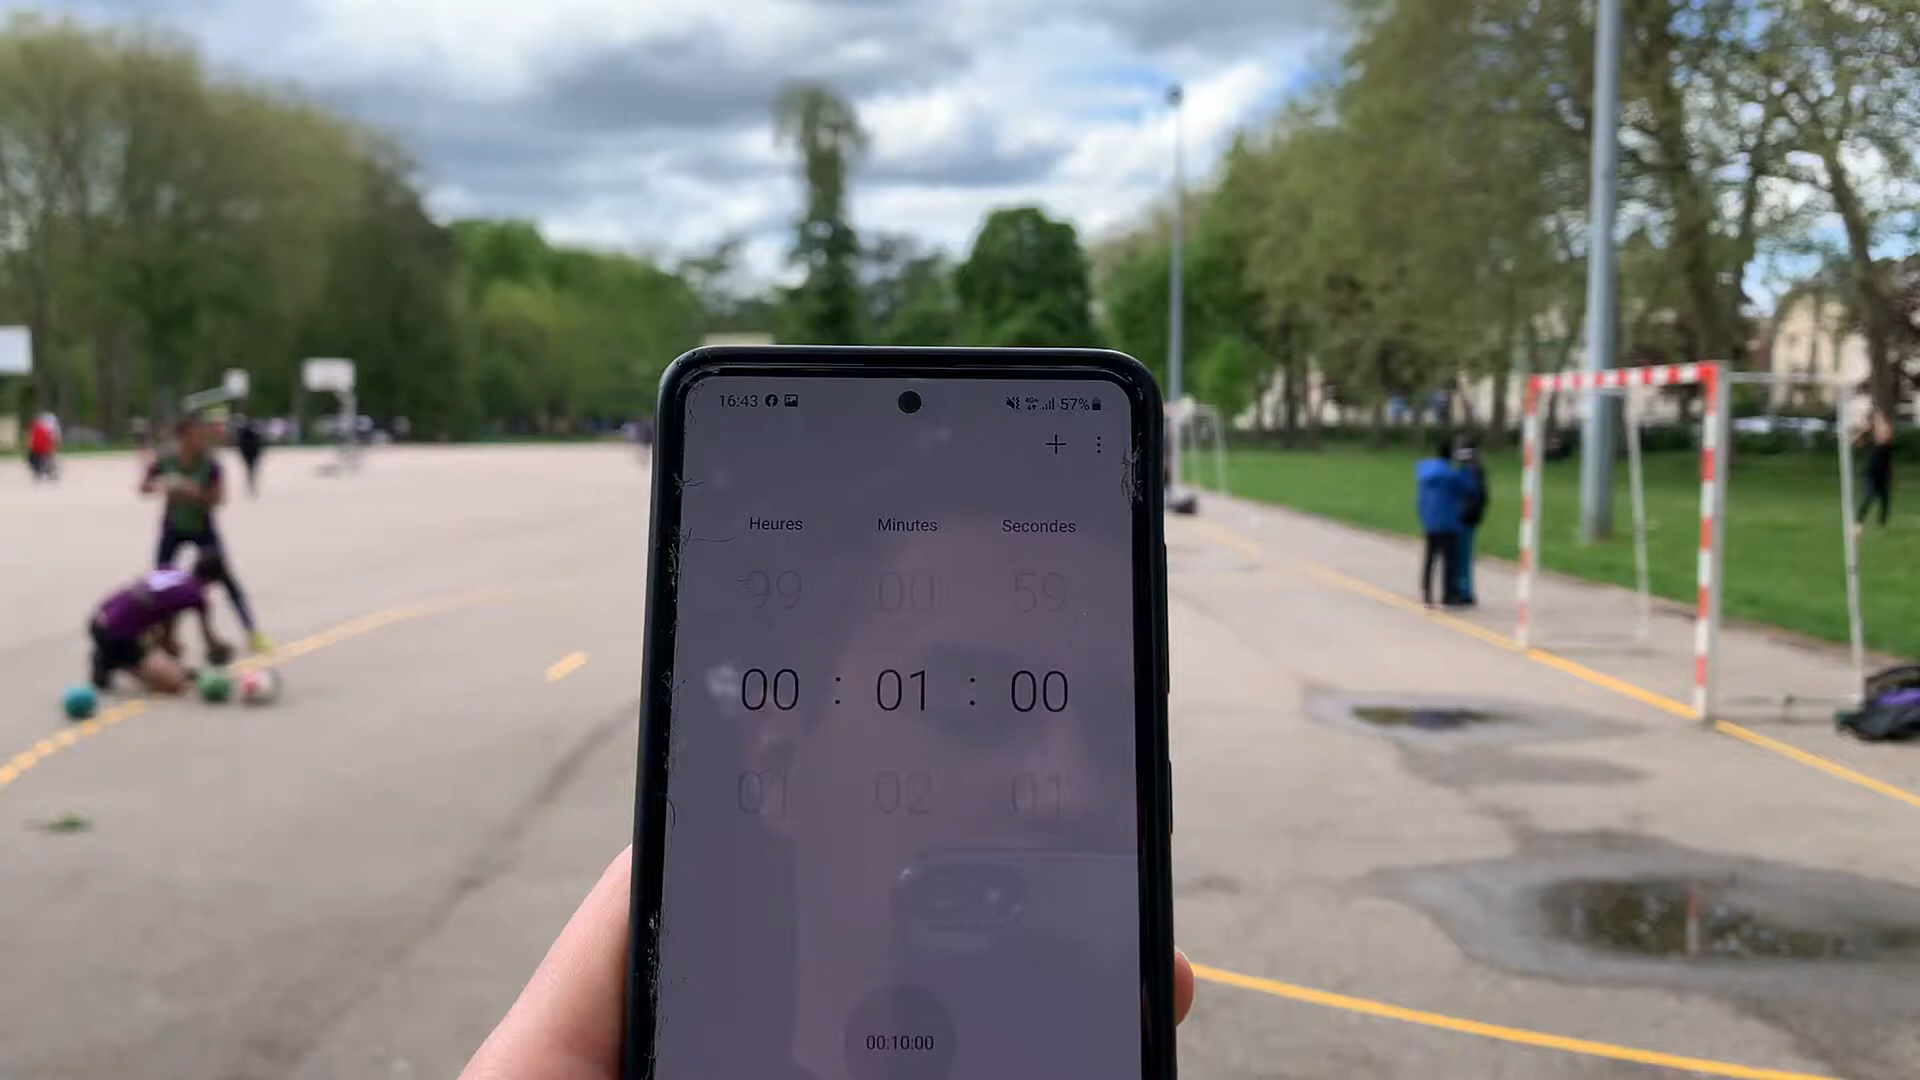 16:43 57%
Heures Minutes Secondes
99 00 59
00 : 01 : 00
01 02 01
00:10:00